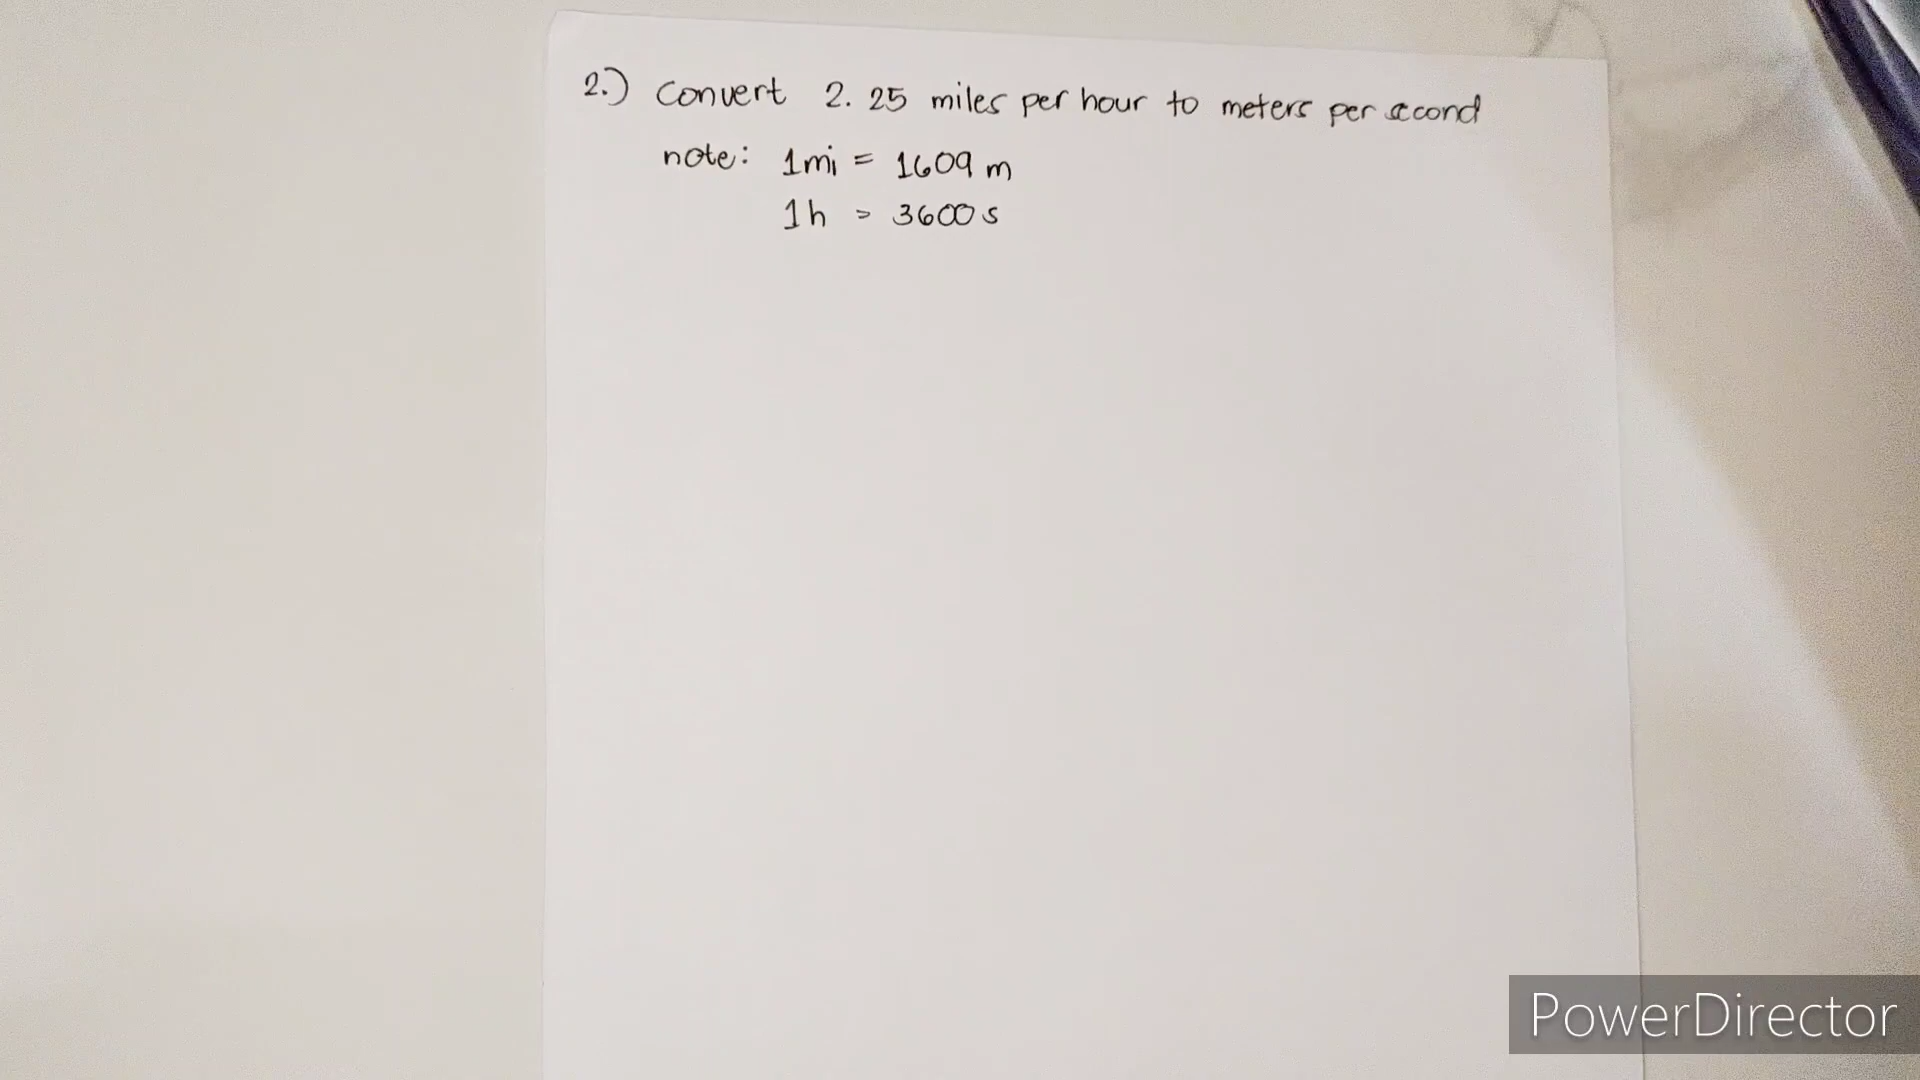 2.) Convert 2.25 miles per hour to meters per second
note: 1mi = 1609 m
1h = 3600 s
PowerDirector